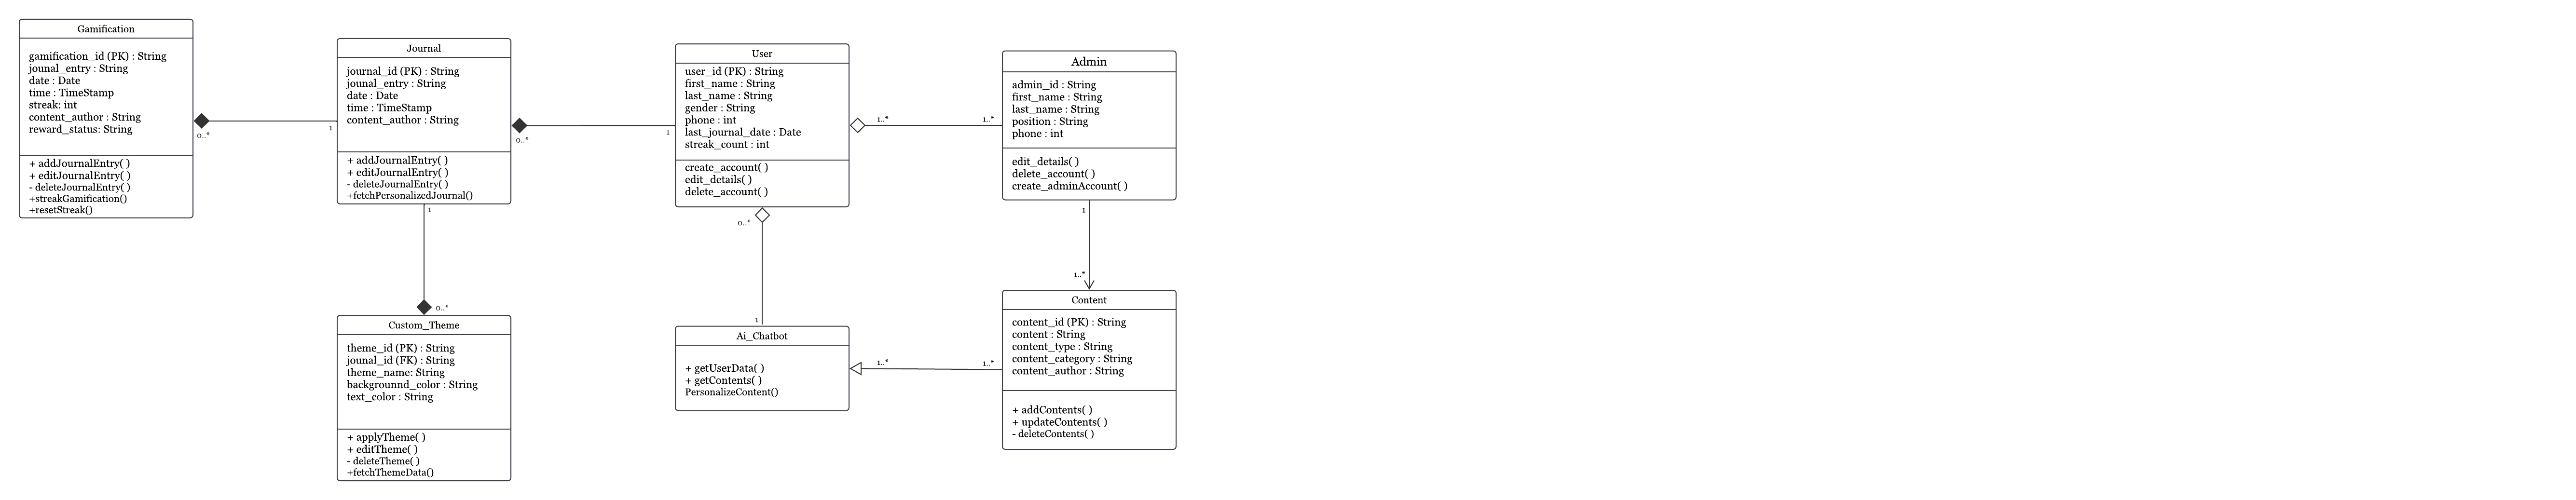 Gamification
gamification_id (PK) : String
jounal_entry : String
date : Date
time : TimeStamp
streak: int
content_author : String
reward_status: String
+ addJournalEntry( )
+ editJournalEntry( )
- deleteJournalEntry( )
+streakGamification()
+resetStreak()
0..*
1
Journal
journal_id (PK) : String
jounal_entry : String
date : Date
time : TimeStamp
content_author : String
+ addJournalEntry( )
+ editJournalEntry( )
- deleteJournalEntry( )
+fetchPersonalizedJournal()
0..*
1
1
0..*
Custom_Theme
theme_id (PK) : String
jounal_id (FK) : String
theme_name: String
backgrounnd_color : String
text_color : String
+ applyTheme( )
+ editTheme( )
- deleteTheme( )
+fetchThemeData()
User
user_id (PK) : String
first_name : String
last_name : String
gender : String
phone : int
last_journal_date : Date
streak_count : int
create_account( )
edit_details( )
delete_account( )
1..*
1..*
0..*
1
Ai_Chatbot
+ getUserData( )
+ getContents( )
PersonalizeContent()
1..*
1..*
Admin
admin_id : String
first_name : String
last_name : String
position : String
phone : int
edit_details( )
delete_account( )
create_adminAccount( )
1
1..*
Content
content_id (PK) : String
content : String
content_type : String
content_category : String
content_author : String
+ addContents( )
+ updateContents( )
- deleteContents( )